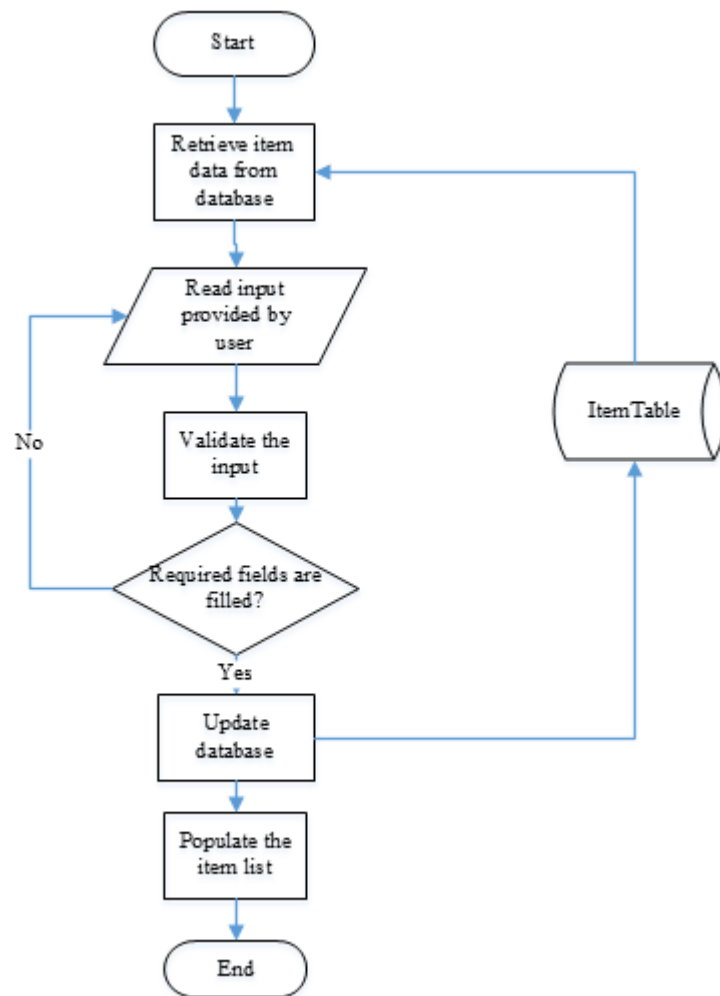 Start
Retrieve item
data from
database
Read input
provided by
user
ItemTable
No
Validate the
input
Required fields are
filled?
Yes
Update
database
Populate the
item list
End